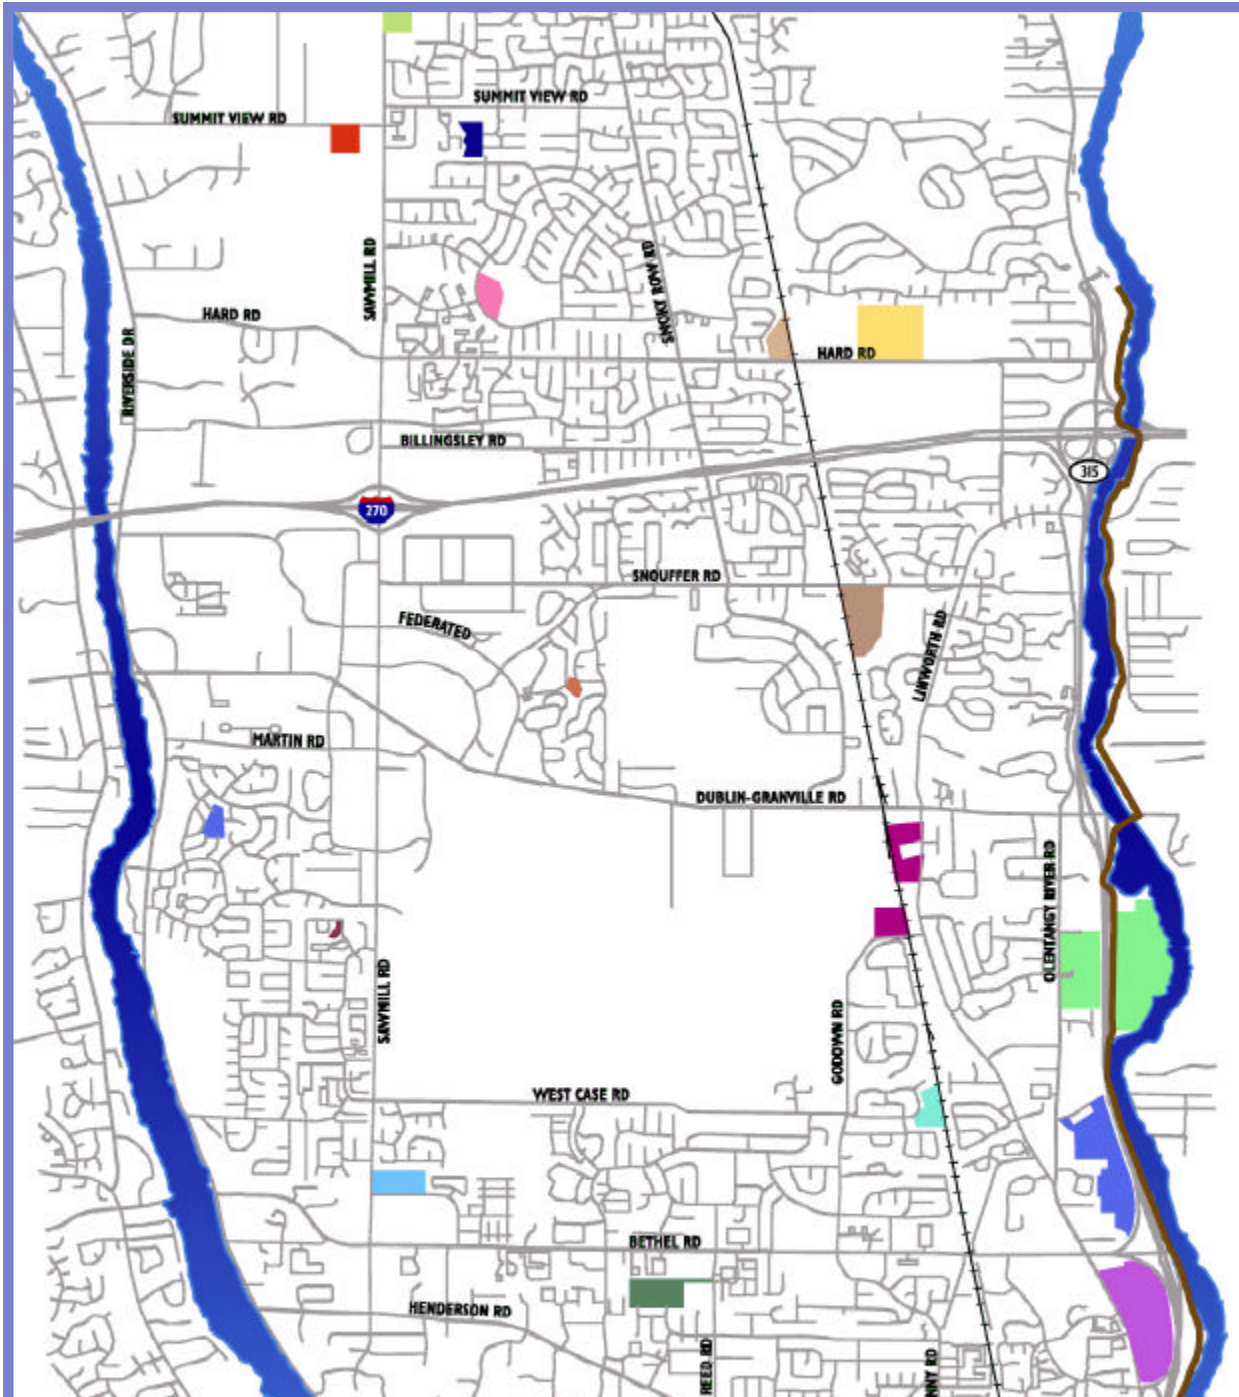 SUMMIT VIEW RD
SUMMIT VIEW RD
SAWMILL RD
SMOKY ROW RD
HARD RD
RIVERSIDE DR
HARD RD
BILLINGSLEY RD
315
270
SNOUFFER RD
FEDERATED
LINWORTH RD
MARTIN RD
DUBLIN-GRANVILLE RD
OLENTANGY RIVER RD
SAWMILL RD
GODOWN RD
WEST CASE RD
BETHEL RD
HENDERSON RD
REED RD
NNY RD